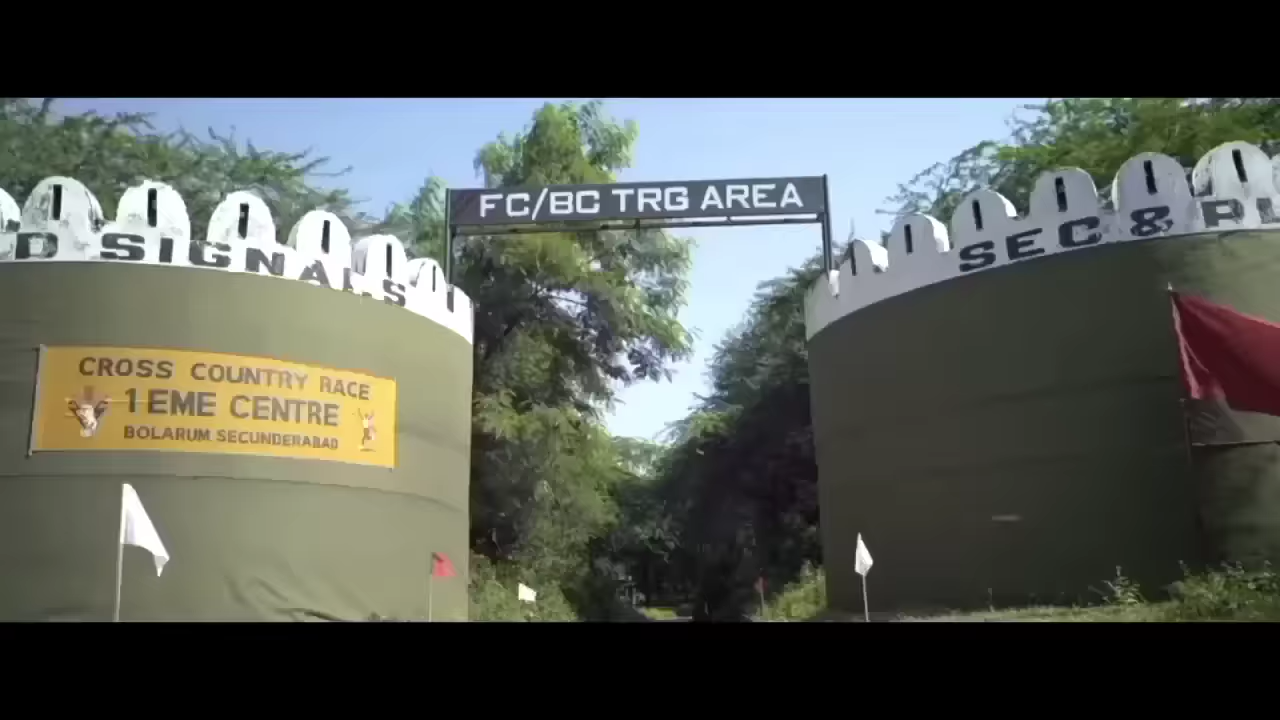 FC/BC TRG AREA
D SIGNALS
SEC &
CROSS COUNTRY RACE
1 EME CENTRE
BOLARUM SECUNDERABAD